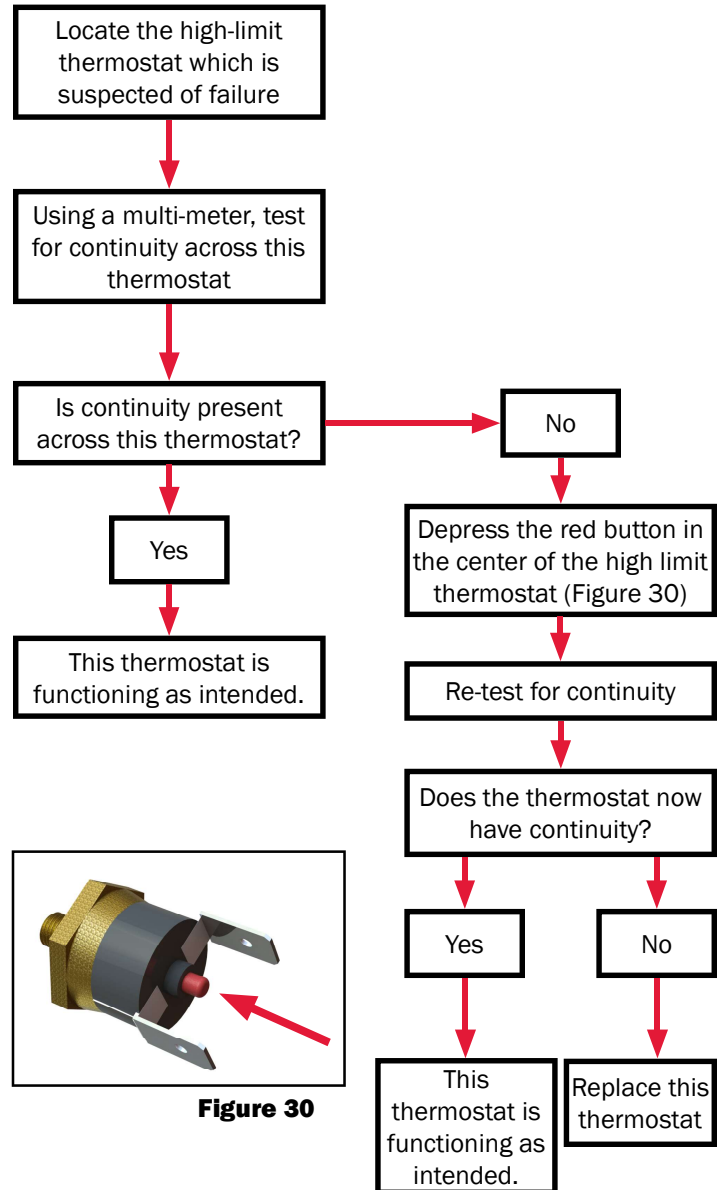 Locate the high-limit
thermostat which is
suspected of failure
Using a multi-meter, test
for continuity across this
thermostat
Is continuity present
across this thermostat?
No
Yes
Depress the red button in
the center of the high limit
thermostat (Figure 30)
This thermostat is
functioning as intended.
Re-test for continuity
Does the thermostat now
have continuity?
Yes
No
This
thermostat is
functioning as
intended.
Replace this
thermostat
Figure 30